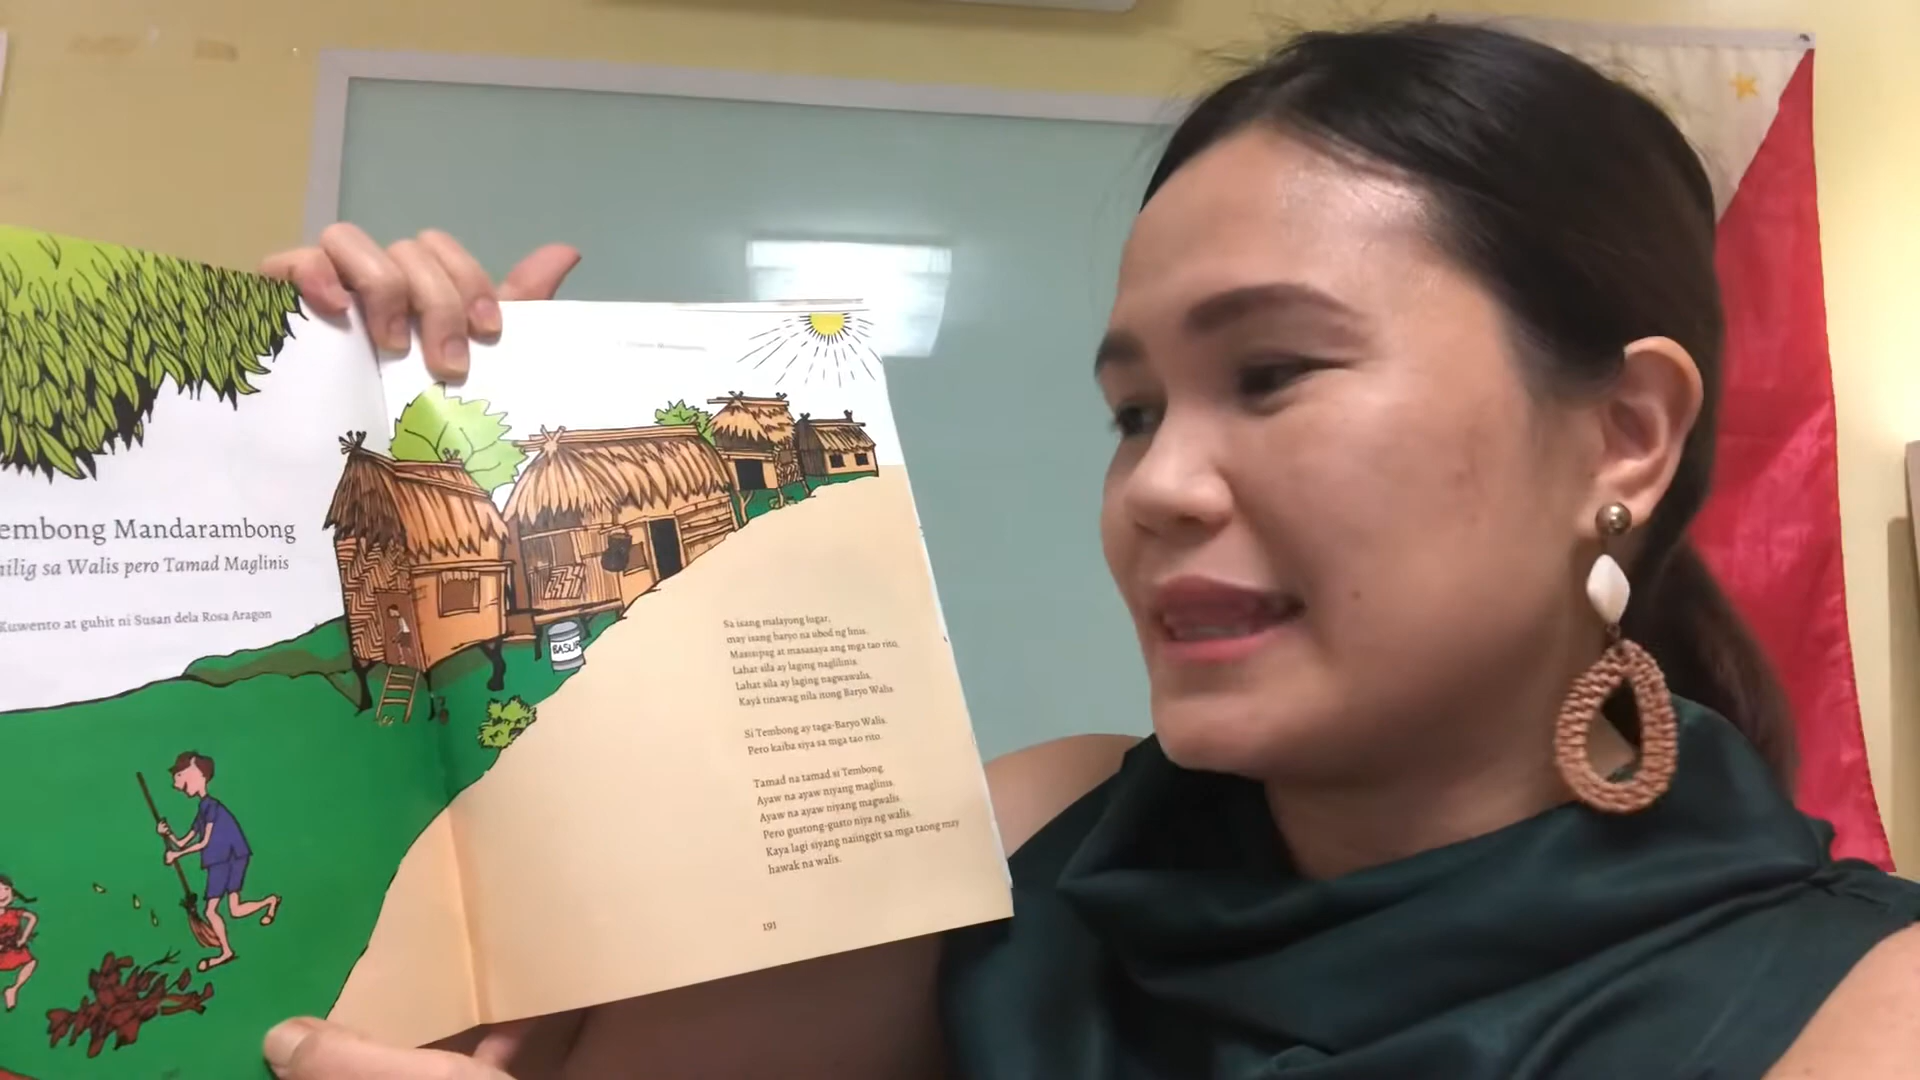 embong Mandarambong
hilig sa Walis pero Tamad Maglinis
Kuwento at guhit ni Susan dela Rosa Aragon
BASUR
Sa isang malayong lugar,
may isang baryo na ubod ng linis.
Masisipag at masasaya ang mga tao rito,
Lahat sila ay laging naglilinis.
Lahat sila ay laging nagwawalis,
Kayâ tinawag nila itong Baryo Walis.
Si Tembong ay taga-Baryo Walis.
Pero kaiba siya sa mga tao rito.
Tamad na tamad si Tembong.
Ayaw na ayaw niyang maglinis.
Ayaw na ayaw niyang magwalis.
Pero gustong-gusto niya ng walis.
Kaya lagi siyang naiinggit sa mga taong may
hawak na walis.
191